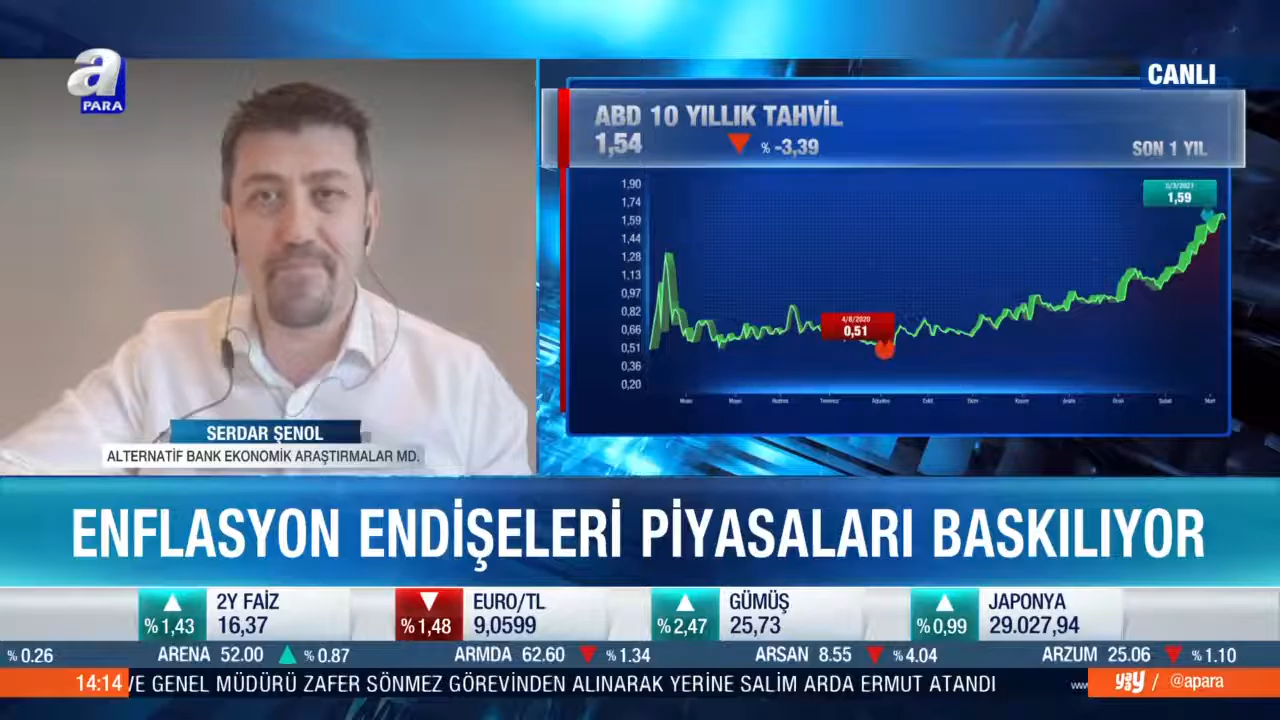 a
PARA
CANLI
ABD 10 YILLIK TAHVİL
1,54 % -3,39
SON 1 YIL
1,90
1,74
1,59
1,44
1,28
1,13
0,97
0,82
0,66
0,51
0,36
0,20
1,59
4/8/2020
0,51
SERDAR ŞENOL
ALTERNATİF BANK EKONOMİK ARAŞTIRMALAR MD.
ENFLASYON ENDİŞELERİ PİYASALARI BASKILIYOR
%1,43 2Y FAİZ 16,37
%1,48 EURO/TL 9,0599
%2,47 GÜMÜŞ 25,73
%0,99 JAPONYA 29.027,94
%0.26 ARENA 52.00 %0.87 ARMDA 62.60 %1.34 ARSAN 8.55 %4.04 ARZUM 25.06 %1.10
14:14 VE GENEL MÜDÜRÜ ZAFER SÖNMEZ GÖREVİNDEN ALINARAK YERİNE SALİM ARDA ERMUT ATANDI www / @apara